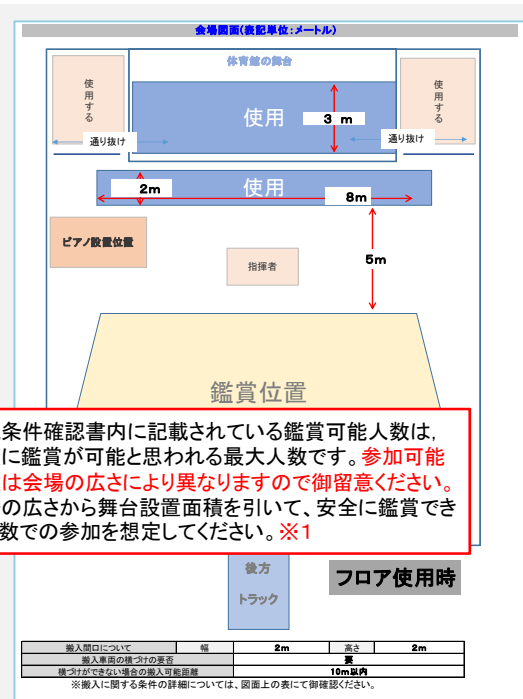 会場図面(表記単位:メートル)
体育館の舞台
使用する
使用
3 m
使用する
通り抜け
通り抜け
2m
使用
8m
ピアノ設置位置
指揮者
5m
鑑賞位置
条件確認書内に記載されている鑑賞可能人数は,
に鑑賞が可能と思われる最大人数です。参加可能
は会場の広さにより異なりますので御留意ください。
の広さから舞台設置面積を引いて、安全に鑑賞でき
数での参加を想定してください。※1
後方
トラック
フロア使用時
搬入間口について 幅 2m 高さ 2m
搬入車両の横づけの要否 要
横づけができない場合の搬入可能距離 10m以内
※搬入に関する条件の詳細については、図面上の表にて御確認ください。